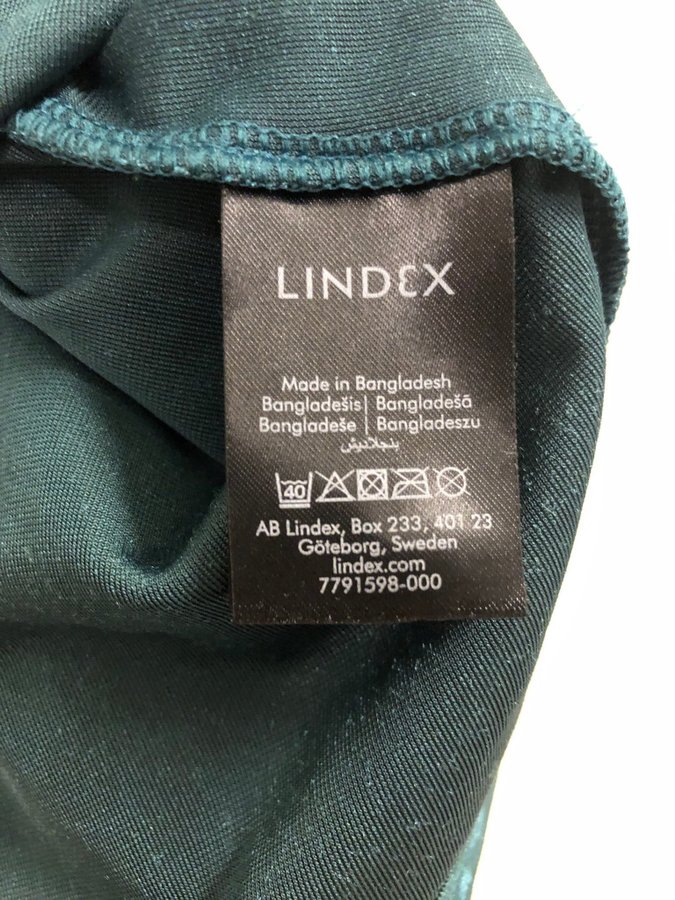 LINDEX
Made in Bangladesh
Bangladešis | Bangladešā
Bangladeše | Bangladeszu
بنجلاديش
40
AB Lindex, Box 233, 401 23
Göteborg, Sweden
lindex.com
7791598-000